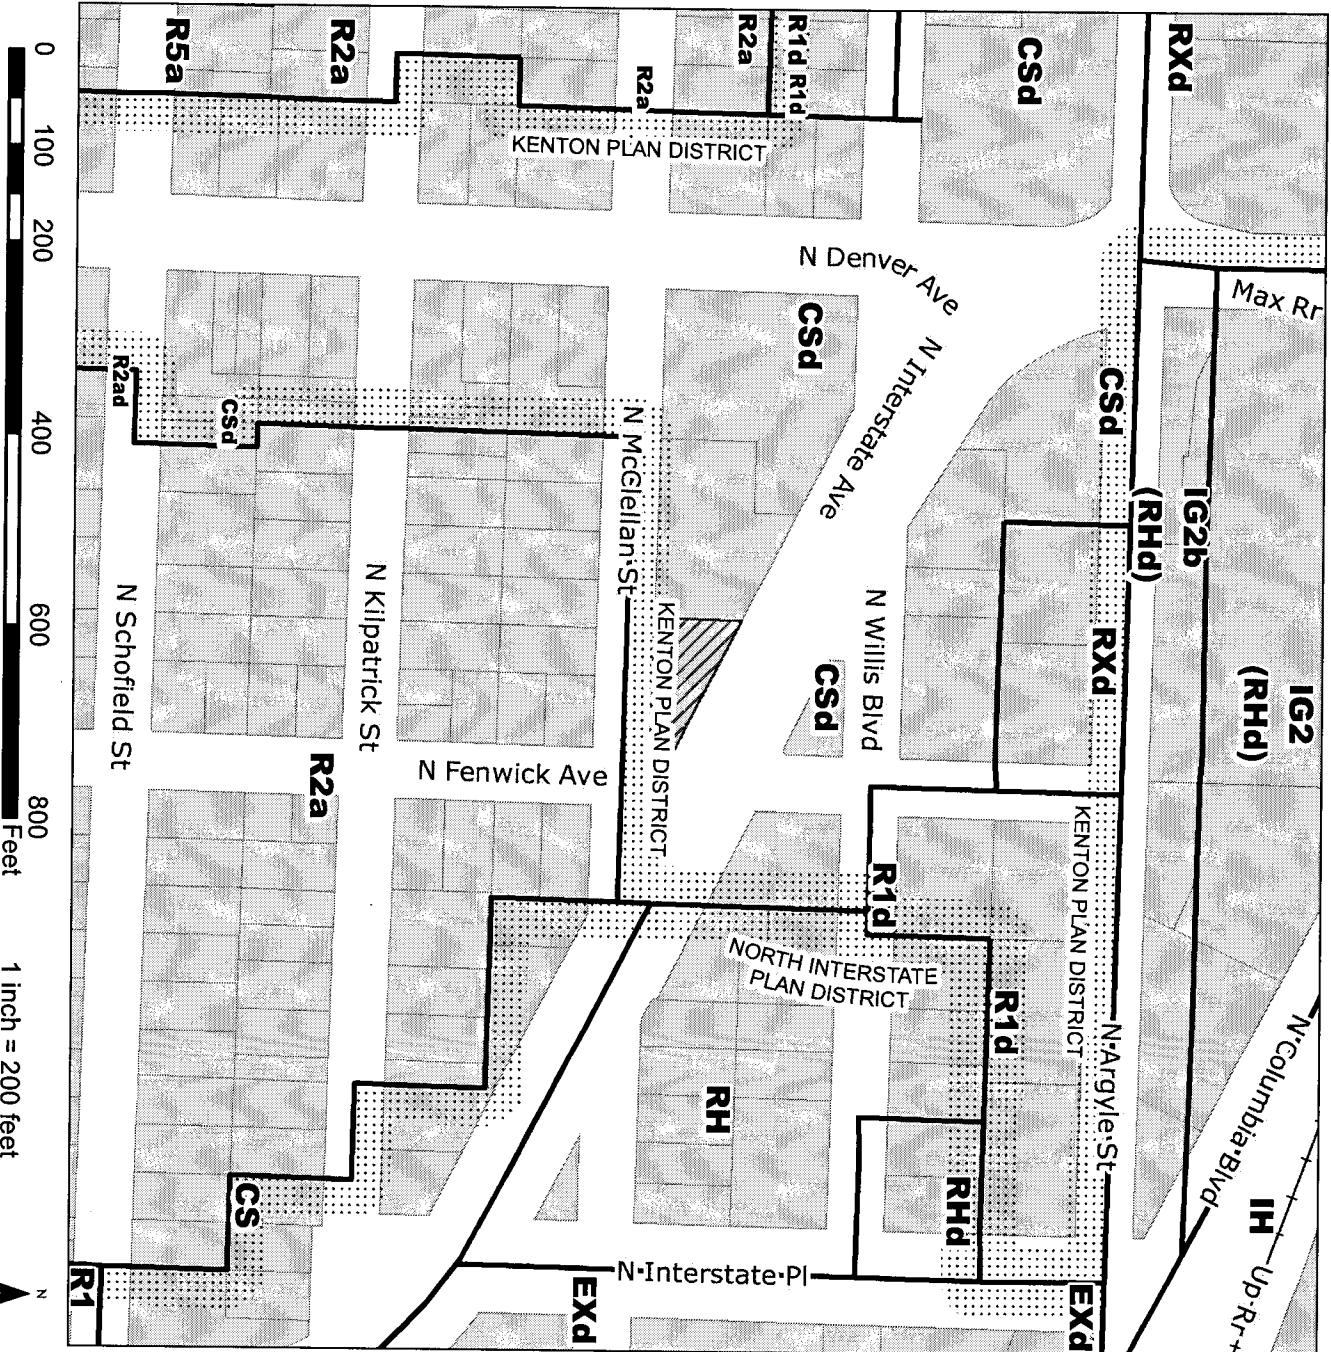 RXd
CSd
R1d
R1d
R2a
R2a
R2a
R5a
KENTON PLAN DISTRICT
N Denver Ave
Max Rr
N Interstate Ave
CSd
CSd
R2ad
CSd
N McClellan St
IG2b
(RHd)
IG2
(RHd)
RXd
N Willis Blvd
CSd
KENTON PLAN DISTRICT
N Kilpatrick St
N Schofield St
N Fenwick Ave
R2a
KENTON PLAN DISTRICT
R1d
NORTH INTERSTATE
PLAN DISTRICT
R1d
N Argyle St
N Columbia Blvd
RH
RHd
IH
Up Rr
CS
N Interstate Pl
R1
EXd
EXd
0
100
200
400
600
800
Feet
1 inch = 200 feet
N